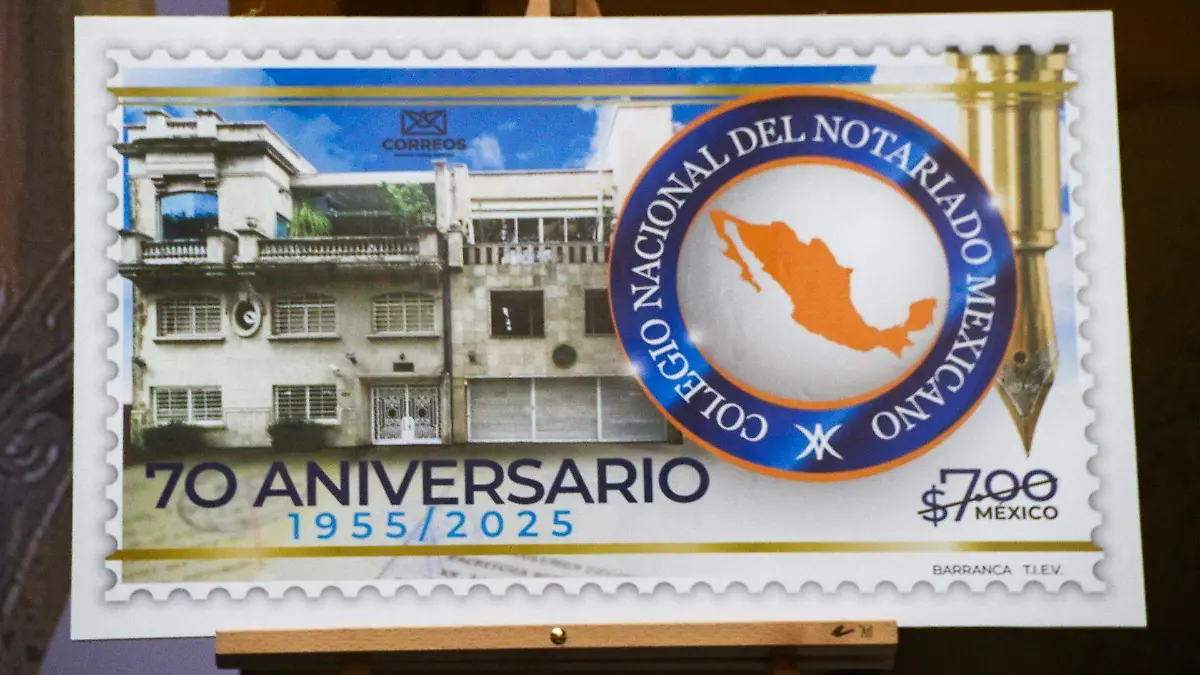 CORREOS
COLEGIO NACIONAL DEL NOTARIADO MEXICANO
70 ANIVERSARIO
1955/2025
$7.00
MÉXICO
BARRANCA T.I.E.V.